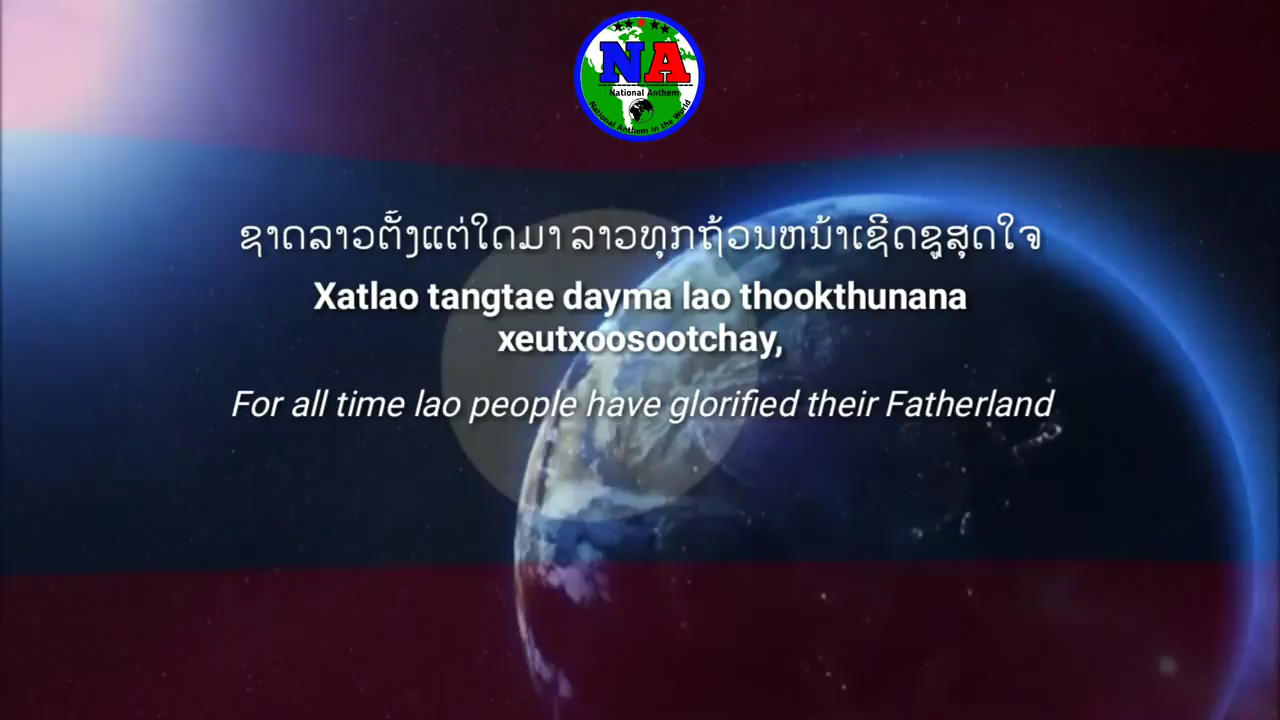 NA
National Anthem
National Anthem in the World
ຊາດລາວຕັ້ງແຕ່ໃດມາ ລາວທຸກຖ້ວນຫນ້າເຊີດຊູສຸດໃຈ
Xatlao tangtae dayma lao thookthunana
xeutxoosootchay,
For all time lao people have glorified their Fatherland